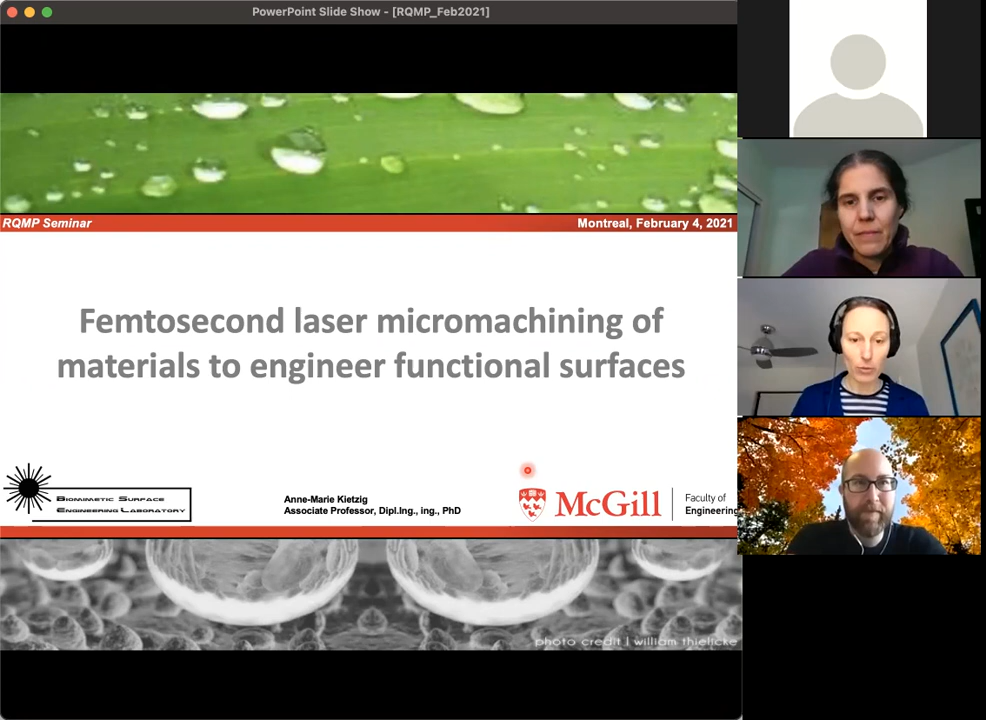 PowerPoint Slide Show - [RQMP_Feb2021]
RQMP Seminar
Montreal, February 4, 2021
Femtosecond laser micromachining of
materials to engineer functional surfaces
Biomimetic Surface
Engineering Laboratory
Anne-Marie Kietzig
Associate Professor, Dipl.Ing., ing., PhD
McGill
Faculty of
Engineering
photo credit | william thielicke